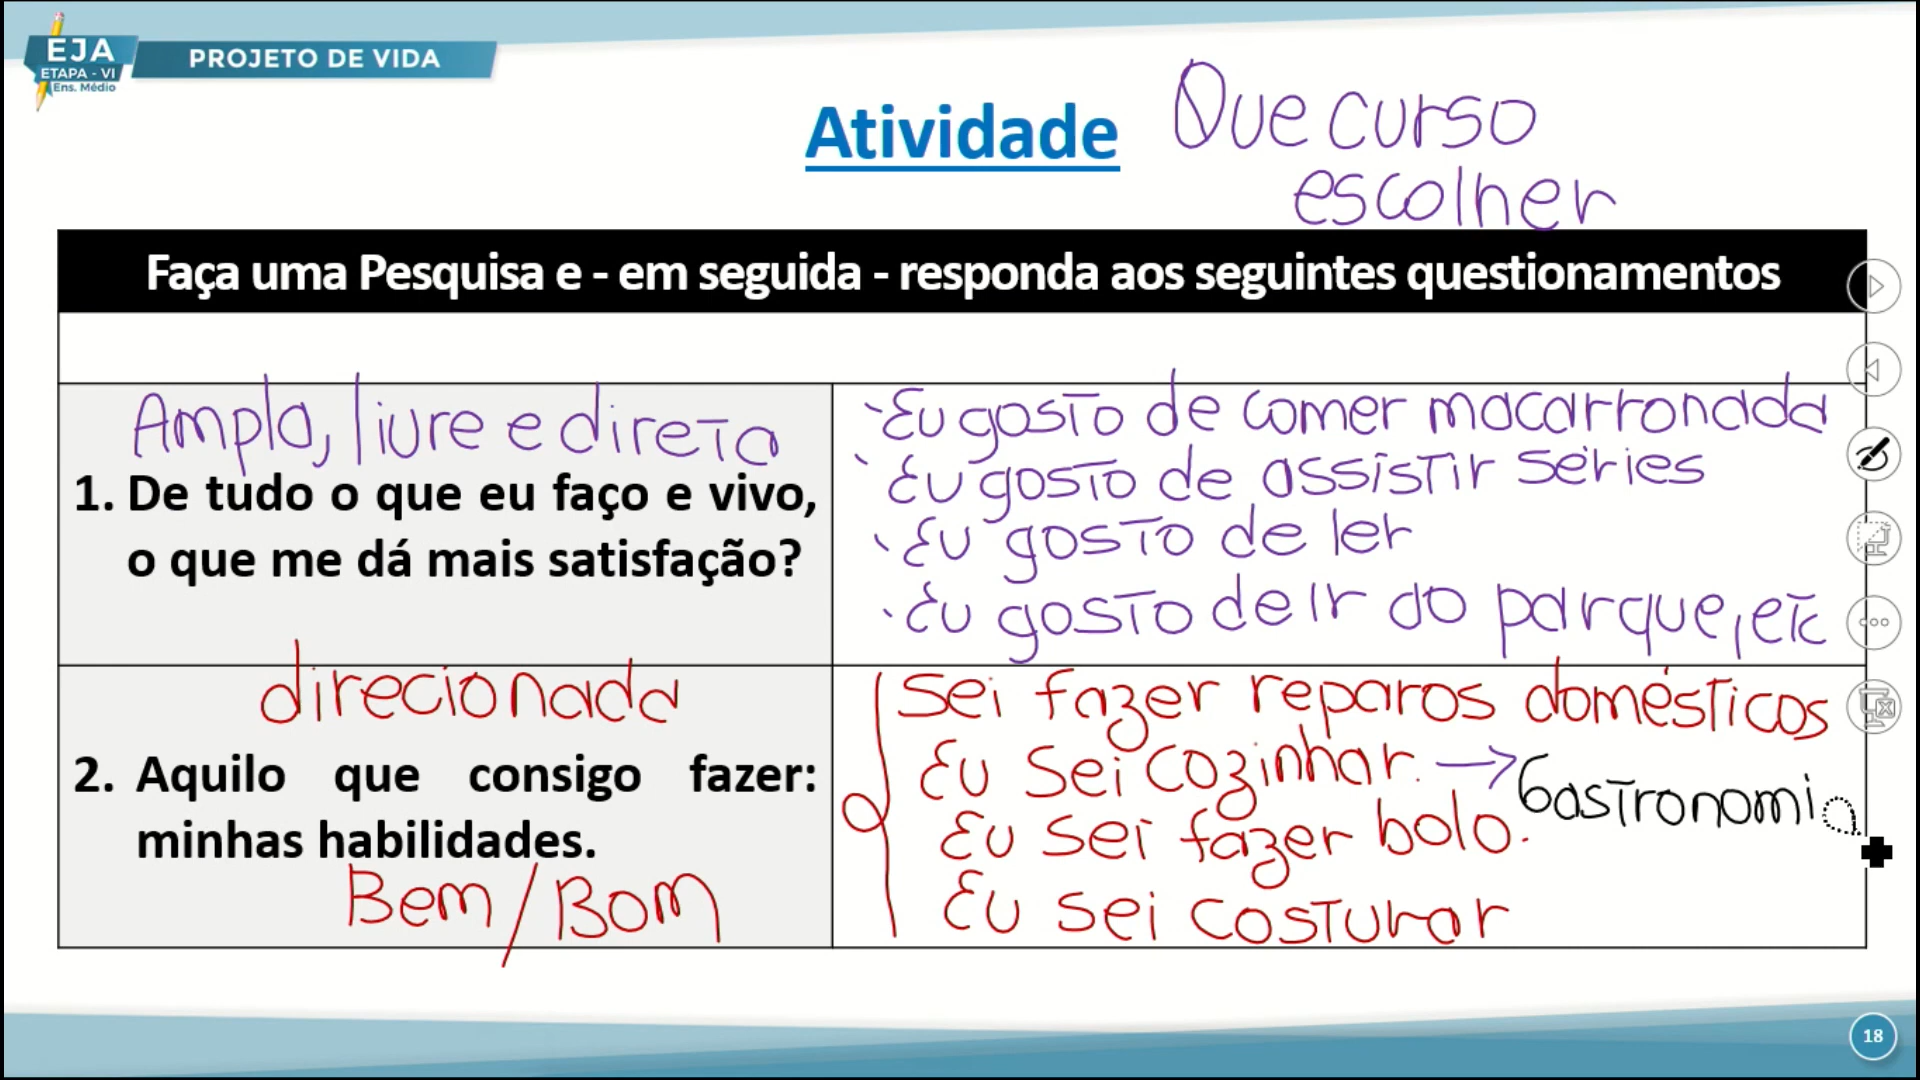 EJA
ETAPA - VI
Ens. Médio
PROJETO DE VIDA
Atividade
Que curso
escolher
Faça uma Pesquisa e - em seguida - responda aos seguintes questionamentos
Ampla, livre e direta
1. De tudo o que eu faço e vivo,
o que me dá mais satisfação?
Eu gosto de comer macarronada
Eu gosto de assistir séries
Eu gosto de ler
Eu gosto de ir ao parque, etc
direcionada
2. Aquilo que consigo fazer:
minhas habilidades.
Bem/Bom
Sei fazer reparos domésticos
Eu sei cozinhar. → Gastronomia
Eu sei fazer bolo.
Eu sei costurar
18